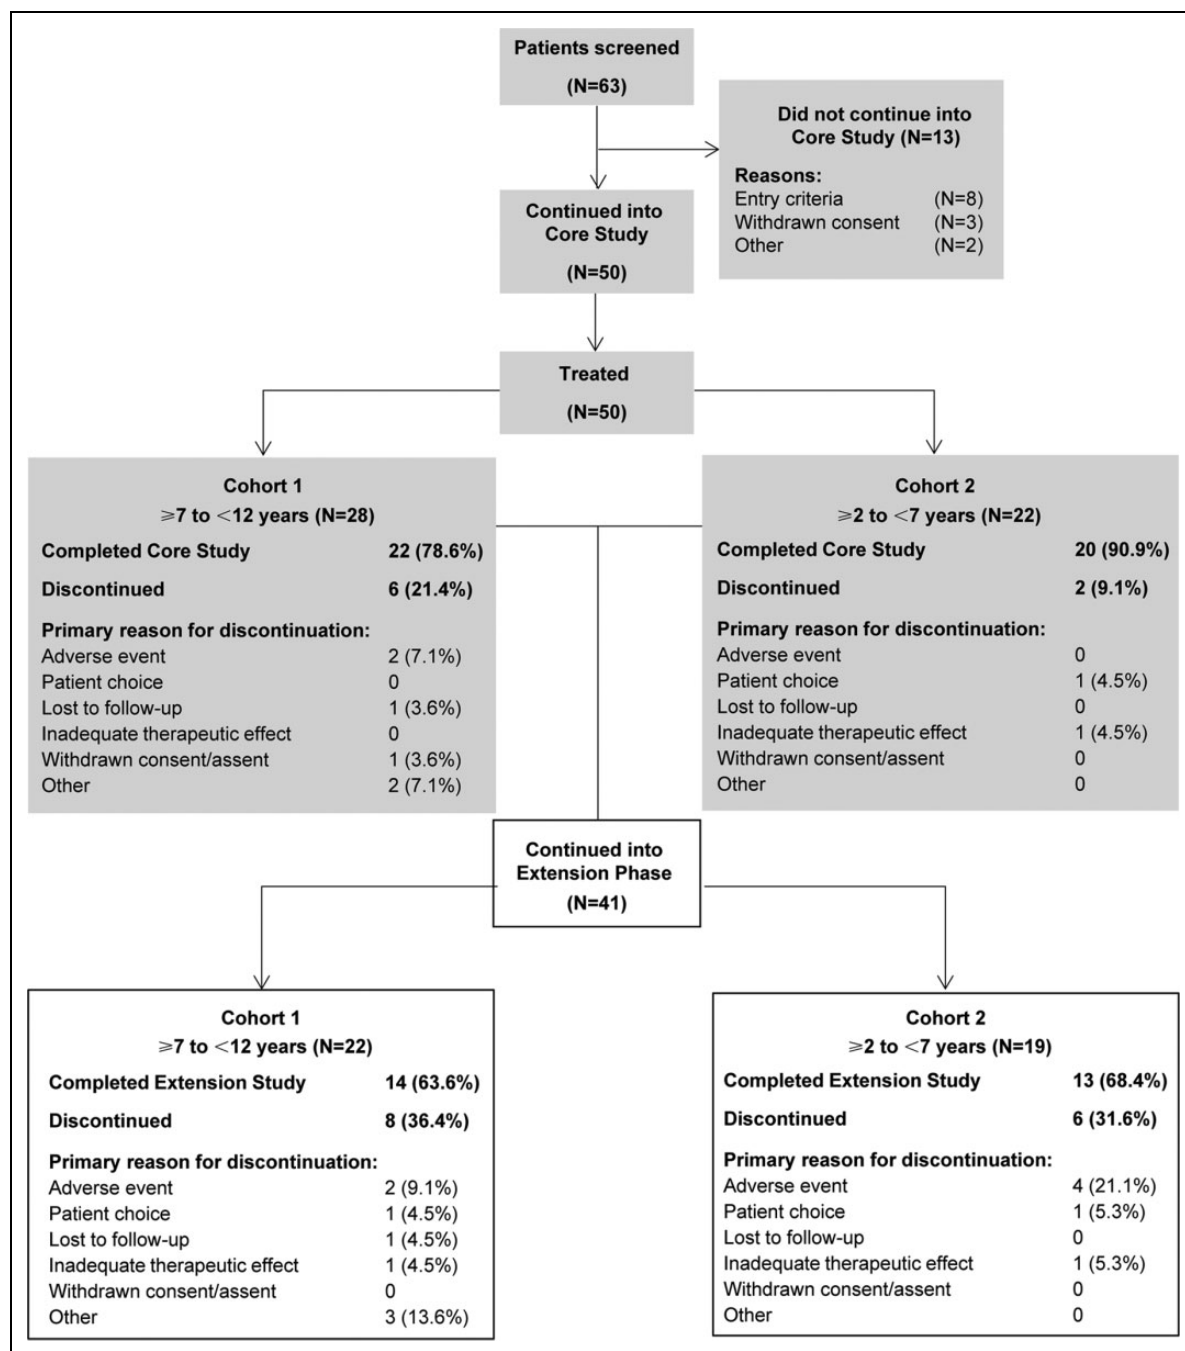 Patients screened
(N=63)
Did not continue into
Core Study (N=13)
Reasons:
Entry criteria (N=8)
Withdrawn consent (N=3)
Other (N=2)
Continued into
Core Study
(N=50)
Treated
(N=50)
Cohort 1
⩾7 to <12 years (N=28)
Completed Core Study 22 (78.6%)
Discontinued 6 (21.4%)
Primary reason for discontinuation:
Adverse event 2 (7.1%)
Patient choice 0
Lost to follow-up 1 (3.6%)
Inadequate therapeutic effect 0
Withdrawn consent/assent 1 (3.6%)
Other 2 (7.1%)
Cohort 2
⩾2 to <7 years (N=22)
Completed Core Study 20 (90.9%)
Discontinued 2 (9.1%)
Primary reason for discontinuation:
Adverse event 0
Patient choice 1 (4.5%)
Lost to follow-up 0
Inadequate therapeutic effect 1 (4.5%)
Withdrawn consent/assent 0
Other 0
Continued into
Extension Phase
(N=41)
Cohort 1
⩾7 to <12 years (N=22)
Completed Extension Study 14 (63.6%)
Discontinued 8 (36.4%)
Primary reason for discontinuation:
Adverse event 2 (9.1%)
Patient choice 1 (4.5%)
Lost to follow-up 1 (4.5%)
Inadequate therapeutic effect 1 (4.5%)
Withdrawn consent/assent 0
Other 3 (13.6%)
Cohort 2
⩾2 to <7 years (N=19)
Completed Extension Study 13 (68.4%)
Discontinued 6 (31.6%)
Primary reason for discontinuation:
Adverse event 4 (21.1%)
Patient choice 1 (5.3%)
Lost to follow-up 0
Inadequate therapeutic effect 1 (5.3%)
Withdrawn consent/assent 0
Other 0